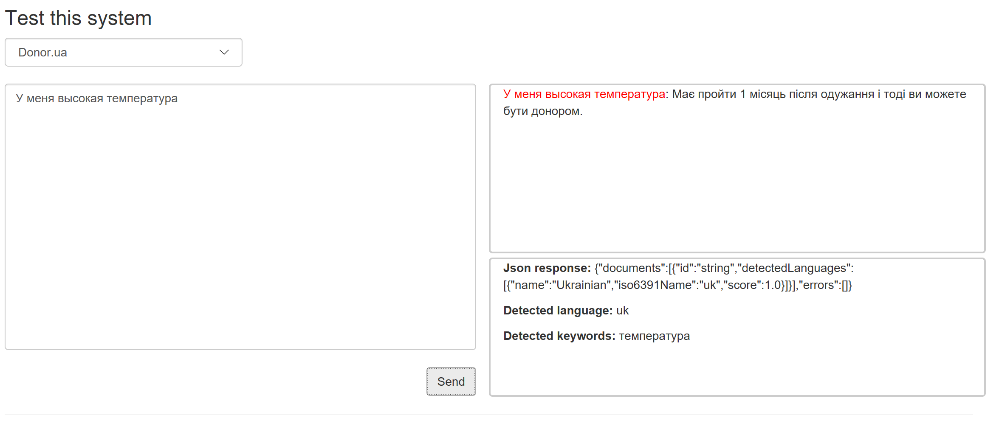 Test this system
Donor.ua
У меня высокая температура
У меня высокая температура: Має пройти 1 місяць після одужання і тоді ви можете
бути донором.
Json response: {"documents":[{"id":"string","detectedLanguages":
[{"name":"Ukrainian","iso6391Name":"uk","score":1.0}]}],"errors":[]}
Detected language: uk
Detected keywords: температура
Send